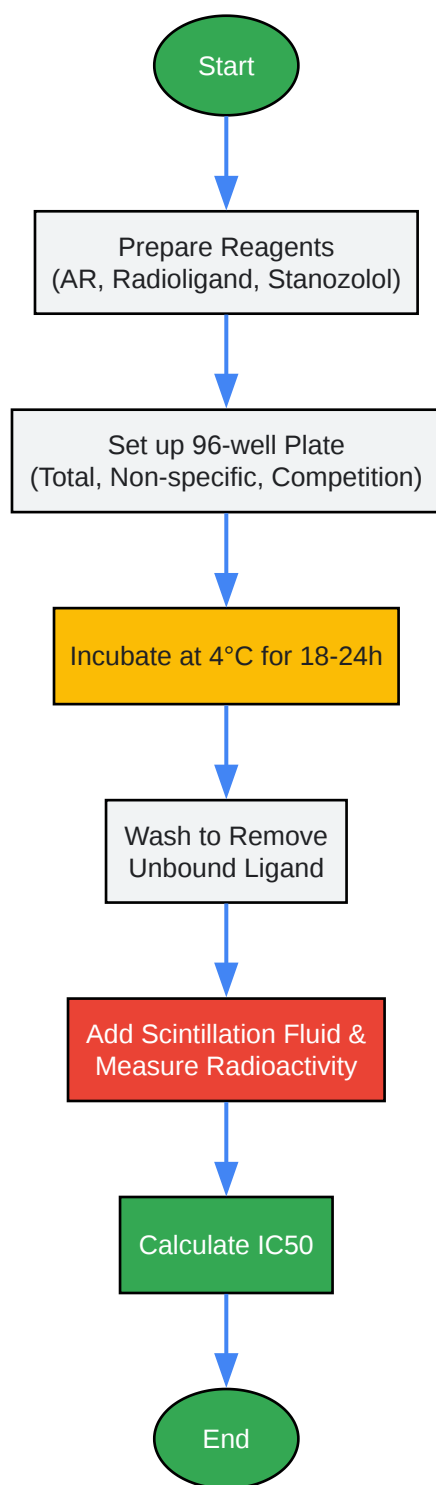 Start
Prepare Reagents
(AR, Radioligand, Stanozolol)
Set up 96-well Plate
(Total, Non-specific, Competition)
Incubate at 4°C for 18-24h
Wash to Remove
Unbound Ligand
Add Scintillation Fluid &
Measure Radioactivity
Calculate IC50
End